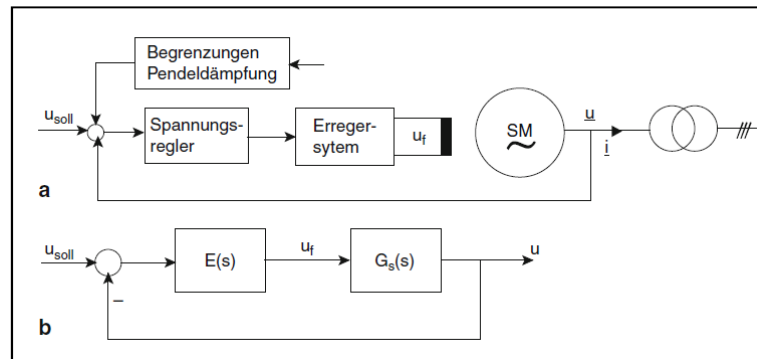 Begrenzungen
Pendeldämpfung
u_soll
Spannungs-
regler
Erreger-
sytem
u_f
SM
u
i
a
u_soll
E(s)
u_f
G_s(s)
u
b